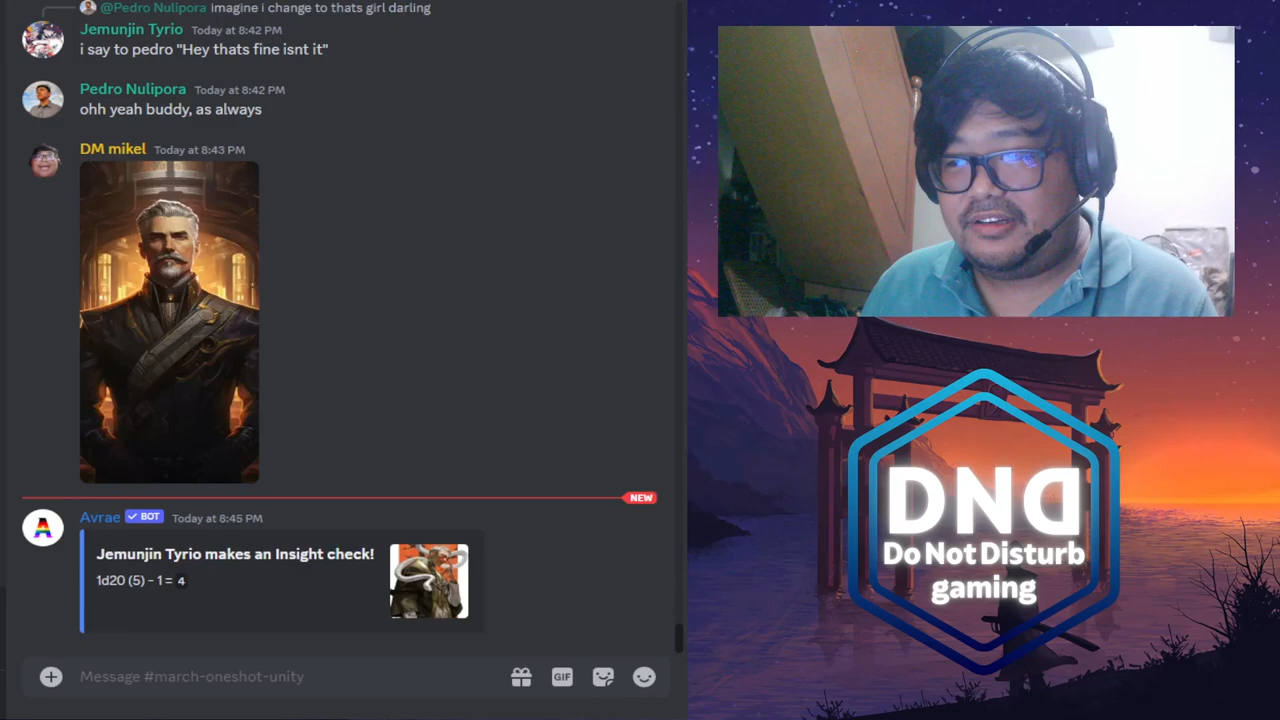 @Pedro Nulipora imagine i change to thats girl darling
Jemunjin Tyrio Today at 8:42 PM
i say to pedro "Hey thats fine isnt it"
Pedro Nulipora Today at 8:42 PM
ohh yeah buddy, as always
DM mikel Today at 8:43 PM
NEW
A
Avrae BOT Today at 8:45 PM
Jemunjin Tyrio makes an Insight check!
1d20 (5) - 1 = 4
Message #march-oneshot-unity
GIF
DND
Do Not Disturb
gaming